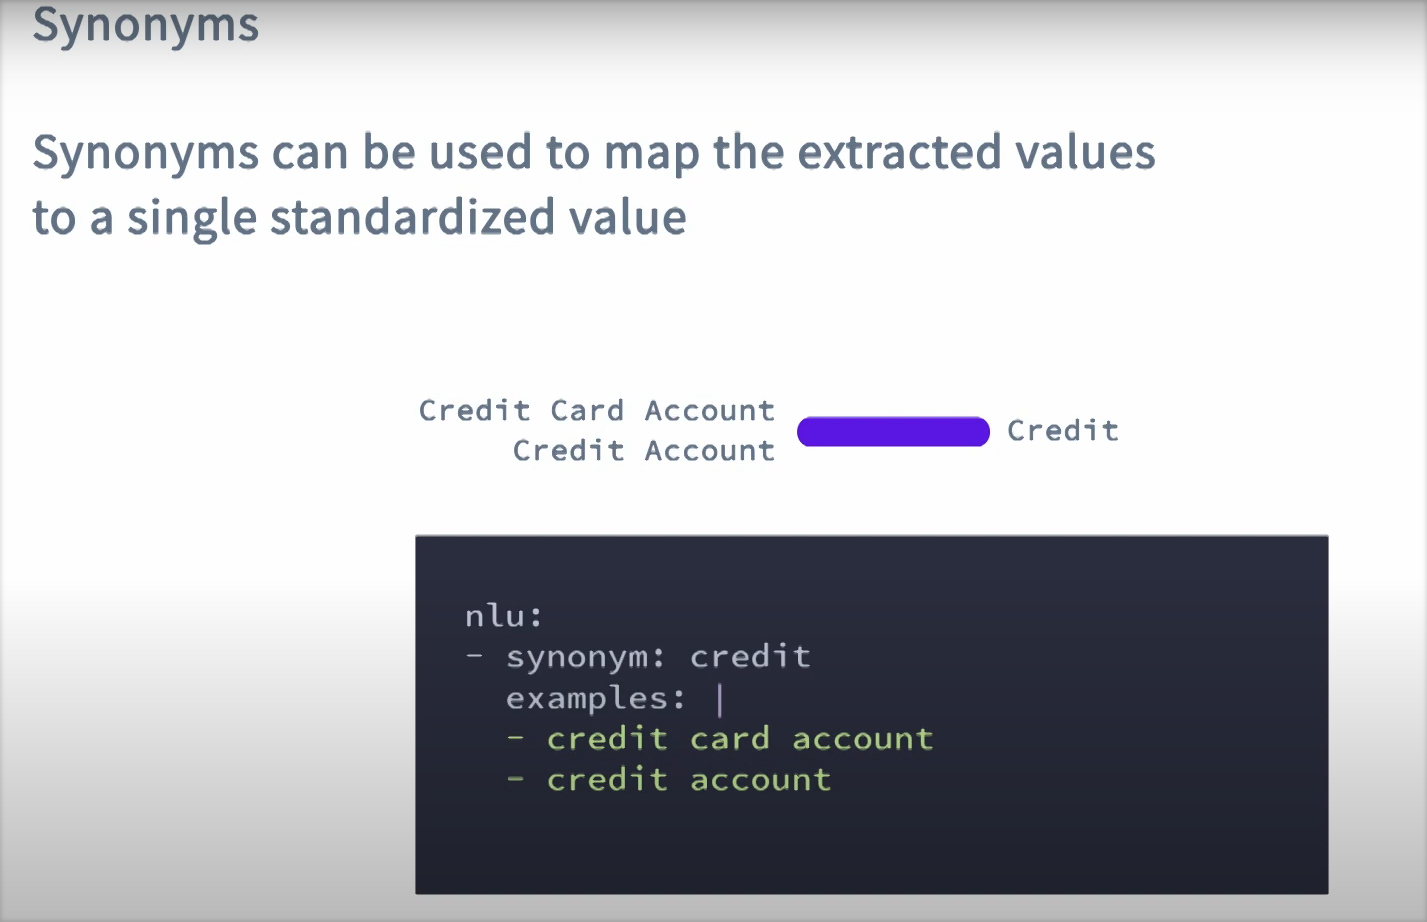 Synonyms
Synonyms can be used to map the extracted values
to a single standardized value
Credit Card Account
Credit Account
Credit
nlu:
- synonym: credit
  examples: |
  - credit card account
  - credit account